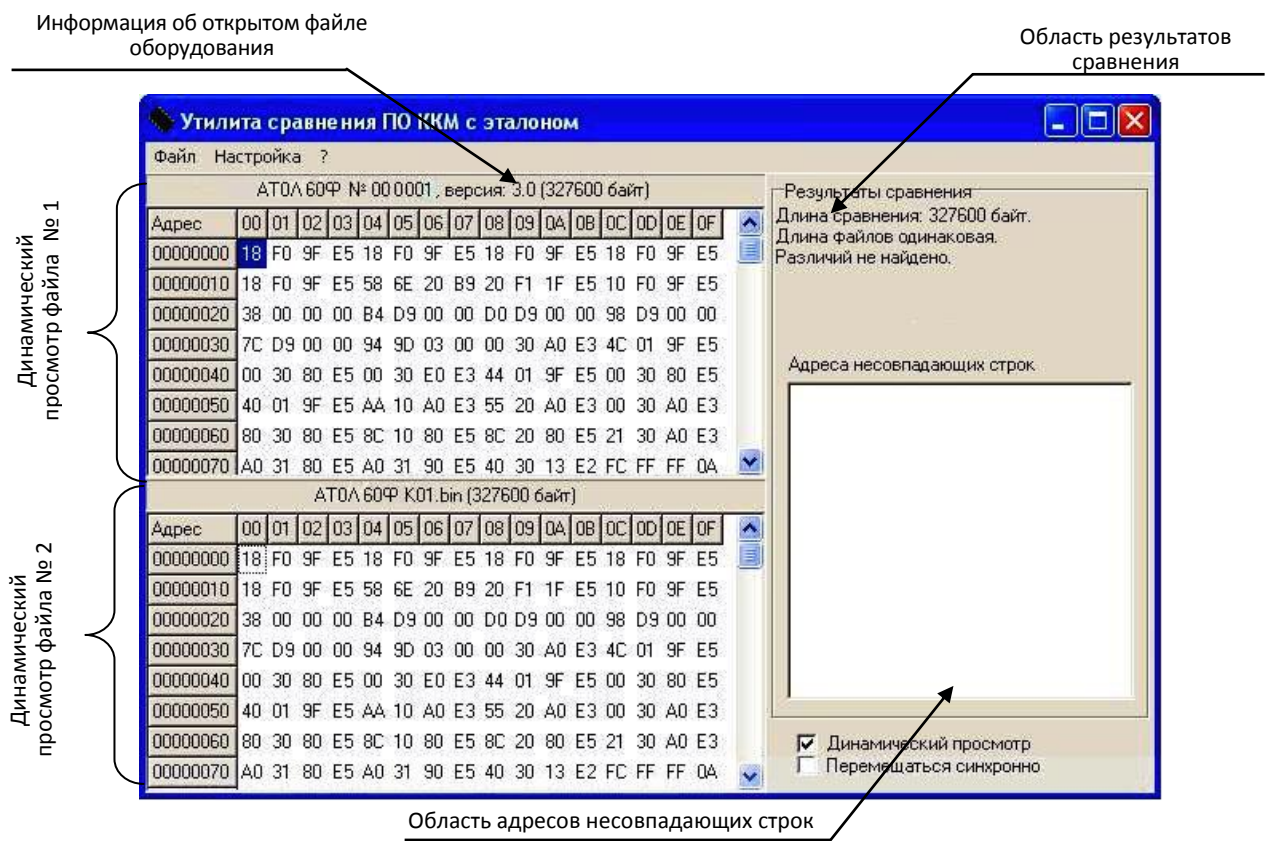 Информация об открытом файле
оборудования
Область результатов
сравнения
Утилита сравнения ПО ККМ с эталоном
Файл Настройка ?
Динамический
просмотр файла № 1
АТОЛ 60Ф № 000001, версия: 3.0 (327600 байт)
Адрес 00 01 02 03 04 05 06 07 08 09 0A 0B 0C 0D 0E 0F
00000000 18 F0 9F E5 18 F0 9F E5 18 F0 9F E5 18 F0 9F E5
00000010 18 F0 9F E5 58 6E 20 B9 20 F1 1F E5 10 F0 9F E5
00000020 38 00 00 00 B4 D9 00 00 D0 D9 00 00 98 D9 00 00
00000030 7C D9 00 00 94 9D 03 00 00 30 A0 E3 4C 01 9F E5
00000040 00 30 80 E5 00 30 E0 E3 44 01 9F E5 00 30 80 E5
00000050 40 01 9F E5 AA 10 A0 E3 55 20 A0 E3 00 30 A0 E3
00000060 80 30 80 E5 8C 10 80 E5 8C 20 80 E5 21 30 A0 E3
00000070 A0 31 80 E5 A0 31 90 E5 40 30 13 E2 FC FF FF 0A
Динамический
просмотр файла № 2
АТОЛ 60Ф K01.bin (327600 байт)
Адрес 00 01 02 03 04 05 06 07 08 09 0A 0B 0C 0D 0E 0F
00000000 18 F0 9F E5 18 F0 9F E5 18 F0 9F E5 18 F0 9F E5
00000010 18 F0 9F E5 58 6E 20 B9 20 F1 1F E5 10 F0 9F E5
00000020 38 00 00 00 B4 D9 00 00 D0 D9 00 00 98 D9 00 00
00000030 7C D9 00 00 94 9D 03 00 00 30 A0 E3 4C 01 9F E5
00000040 00 30 80 E5 00 30 E0 E3 44 01 9F E5 00 30 80 E5
00000050 40 01 9F E5 AA 10 A0 E3 55 20 A0 E3 00 30 A0 E3
00000060 80 30 80 E5 8C 10 80 E5 8C 20 80 E5 21 30 A0 E3
00000070 A0 31 80 E5 A0 31 90 E5 40 30 13 E2 FC FF FF 0A
Результаты сравнения
Длина сравнения: 327600 байт.
Длина файлов одинаковая.
Различий не найдено.
Адреса несовпадающих строк
Динамический просмотр
Перемещаться синхронно
Область адресов несовпадающих строк